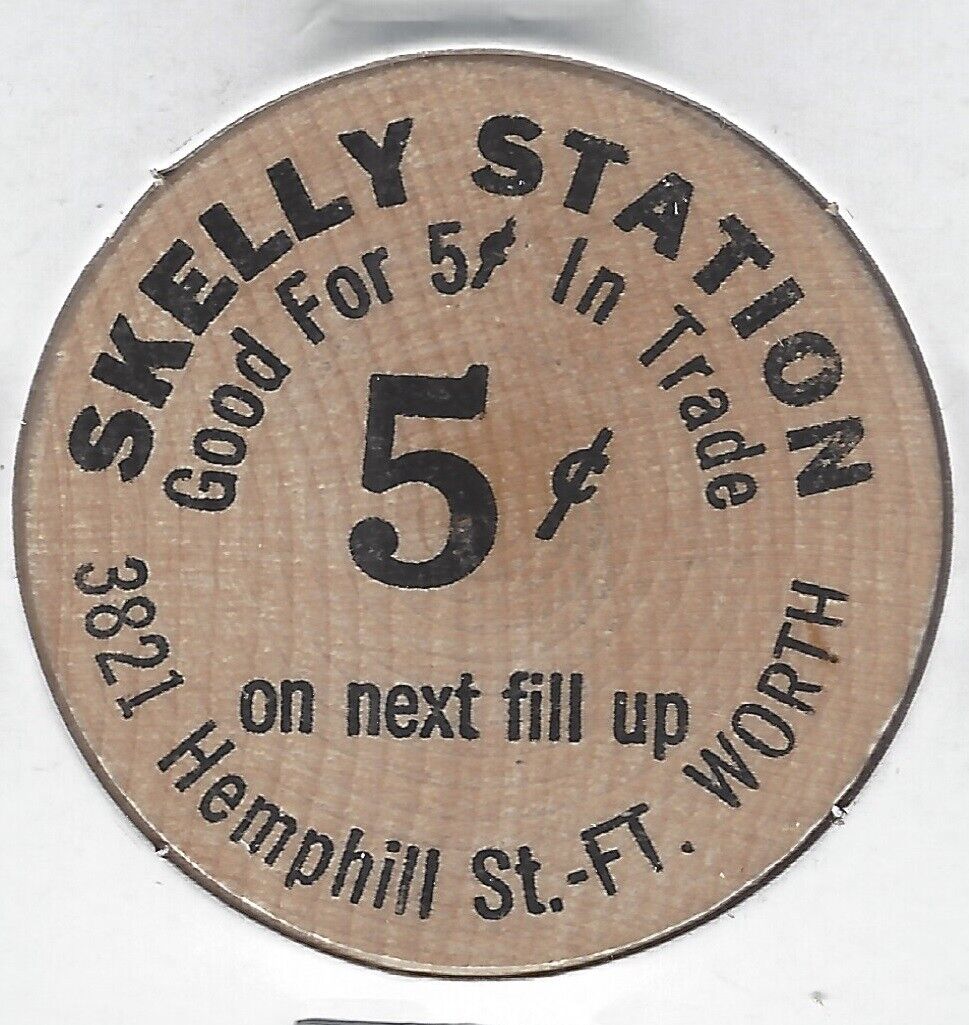 SKELLY STATION
Good For 5¢ In Trade
5¢
on next fill up
3821 Hemphill St.-FT. WORTH